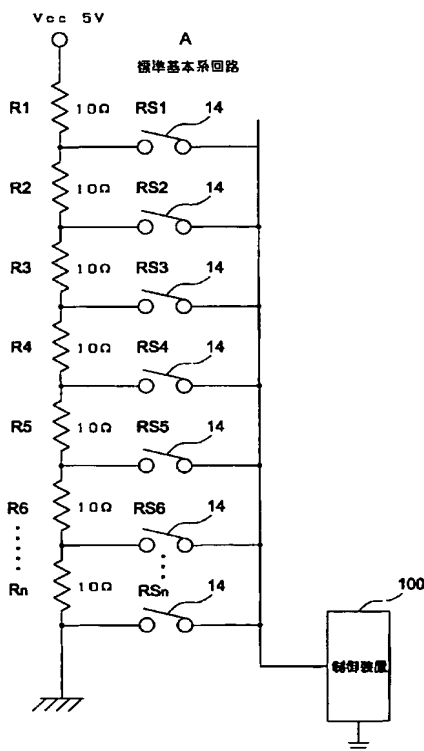 Vcc 5V
A
標準基本系回路
R1 10Ω RS1 14
R2 10Ω RS2 14
R3 10Ω RS3 14
R4 10Ω RS4 14
R5 10Ω RS5 14
R6 10Ω RS6 14
Rn 10Ω RSn 14
100
制御装置